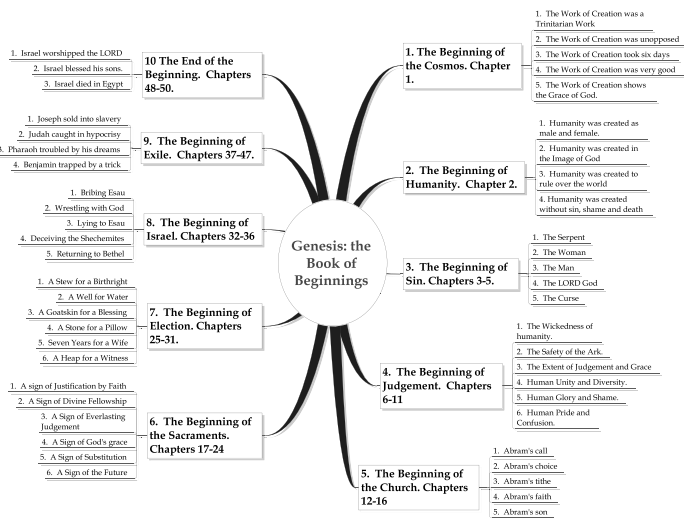 Genesis: the
Book of
Beginnings
1. The Beginning of
the Cosmos. Chapter
1.
1. The Work of Creation was a
Trinitarian Work
2. The Work of Creation was unopposed
3. The Work of Creation took six days
4. The Work of Creation was very good
5. The Work of Creation shows
the Grace of God.
2. The Beginning of
Humanity. Chapter 2.
1. Humanity was created as
male and female.
2. Humanity was created in
the Image of God
3. Humanity was created to
rule over the world
4. Humanity was created
without sin, shame and death
3. The Beginning of
Sin. Chapters 3-5.
1. The Serpent
2. The Woman
3. The Man
4. The LORD God
5. The Curse
4. The Beginning of
Judgement. Chapters
6-11
1. The Wickedness of
humanity.
2. The Safety of the Ark.
3. The Extent of Judgement and Grace
4. Human Unity and Diversity.
5. Human Glory and Shame.
6. Human Pride and
Confusion.
5. The Beginning of
the Church. Chapters
12-16
1. Abram's call
2. Abram's choice
3. Abram's tithe
4. Abram's faith
5. Abram's son
6. The Beginning of
the Sacraments.
Chapters 17-24
1. A sign of Justification by Faith
2. A Sign of Divine Fellowship
3. A Sign of Everlasting
Judgement
4. A Sign of God's grace
5. A Sign of Substitution
6. A Sign of the Future
7. The Beginning of
Election. Chapters
25-31.
1. A Stew for a Birthright
2. A Well for Water
3. A Goatskin for a Blessing
4. A Stone for a Pillow
5. Seven Years for a Wife
6. A Heap for a Witness
8. The Beginning of
Israel. Chapters 32-36
1. Bribing Esau
2. Wrestling with God
3. Lying to Esau
4. Deceiving the Shechemites
5. Returning to Bethel
9. The Beginning of
Exile. Chapters 37-47.
1. Joseph sold into slavery
2. Judah caught in hypocrisy
3. Pharaoh troubled by his dreams
4. Benjamin trapped by a trick
10 The End of the
Beginning. Chapters
48-50.
1. Israel worshipped the LORD
2. Israel blessed his sons.
3. Israel died in Egypt